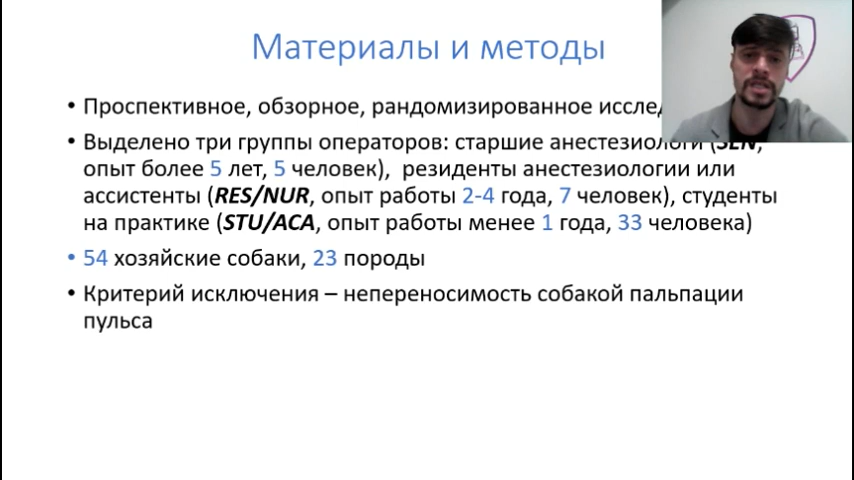 Материалы и методы
• Проспективное, обзорное, рандомизированное
• Выделено три группы операторов: старшие анестезиологи (SEN,
опыт более 5 лет, 5 человек), резиденты анестезиологии или
ассистенты (RES/NUR, опыт работы 2-4 года, 7 человек), студенты
на практике (STU/ACA, опыт работы менее 1 года, 33 человека)
• 54 хозяйские собаки, 23 породы
• Критерий исключения – непереносимость собакой пальпации
пульса